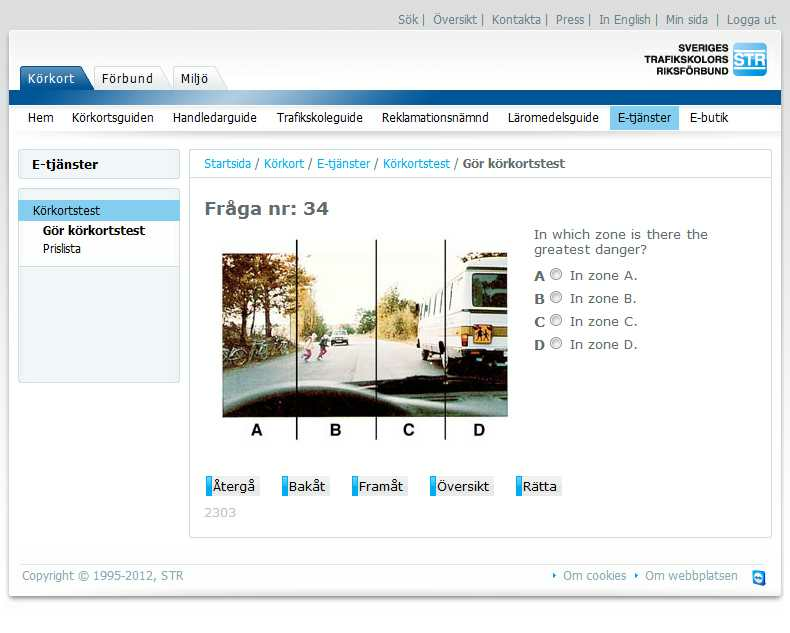 Sök | Översikt | Kontakta | Press | In English | Min sida | Logga ut
SVERIGES
TRAFIKSKOLORS
RIKSFÖRBUND
STR
Körkort Förbund Miljö
Hem Körkortsguiden Handledarguide Trafikskoleguide Reklamationsnämnd Läromedelsguide E-tjänster E-butik
E-tjänster
Körkortstest
Gör körkortstest
Prislista
Startsida / Körkort / E-tjänster / Körkortstest / Gör körkortstest
Fråga nr: 34
A B C D
In which zone is there the
greatest danger?
A In zone A.
B In zone B.
C In zone C.
D In zone D.
Återgå Bakåt Framåt Översikt Rätta
2303
Copyright © 1995-2012, STR
Om cookies Om webbplatsen